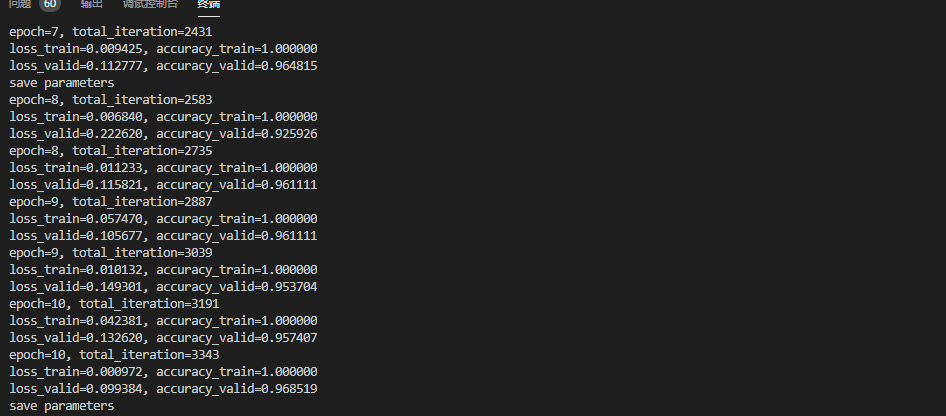 问题 60 输出 调试控制台 终端
epoch=7, total_iteration=2431
loss_train=0.009425, accuracy_train=1.000000
loss_valid=0.112777, accuracy_valid=0.964815
save parameters
epoch=8, total_iteration=2583
loss_train=0.006840, accuracy_train=1.000000
loss_valid=0.222620, accuracy_valid=0.925926
epoch=8, total_iteration=2735
loss_train=0.011233, accuracy_train=1.000000
loss_valid=0.115821, accuracy_valid=0.961111
epoch=9, total_iteration=2887
loss_train=0.057470, accuracy_train=1.000000
loss_valid=0.105677, accuracy_valid=0.961111
epoch=9, total_iteration=3039
loss_train=0.010132, accuracy_train=1.000000
loss_valid=0.149301, accuracy_valid=0.953704
epoch=10, total_iteration=3191
loss_train=0.042381, accuracy_train=1.000000
loss_valid=0.132620, accuracy_valid=0.957407
epoch=10, total_iteration=3343
loss_train=0.000972, accuracy_train=1.000000
loss_valid=0.099384, accuracy_valid=0.968519
save parameters